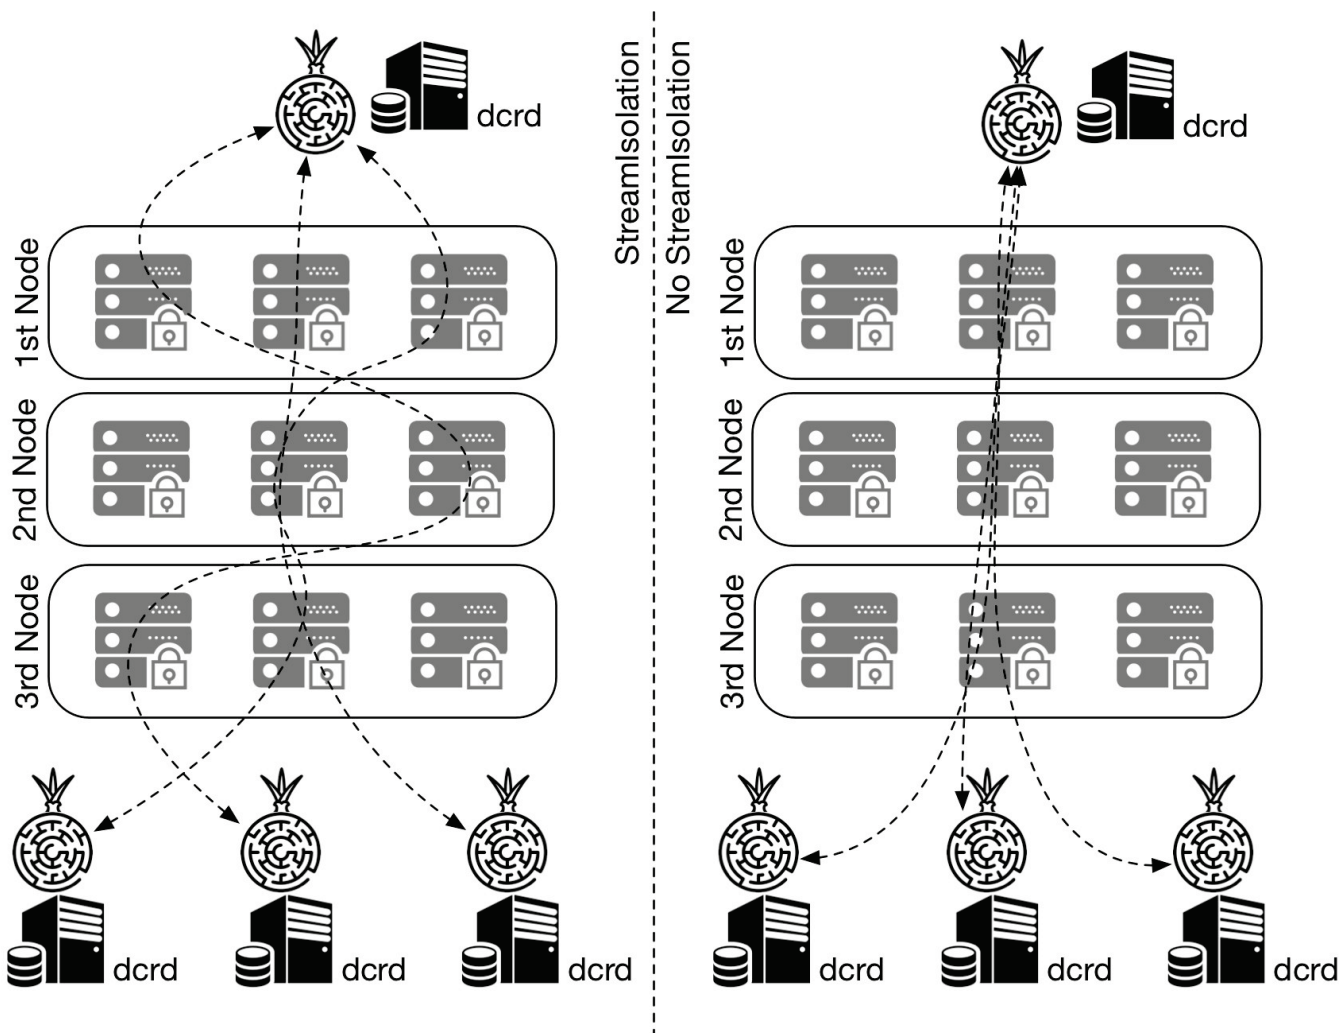 dcrd
StreamIsolation
1st Node
2nd Node
3rd Node
dcrd
dcrd
dcrd
No StreamIsolation
dcrd
1st Node
2nd Node
3rd Node
dcrd
dcrd
dcrd